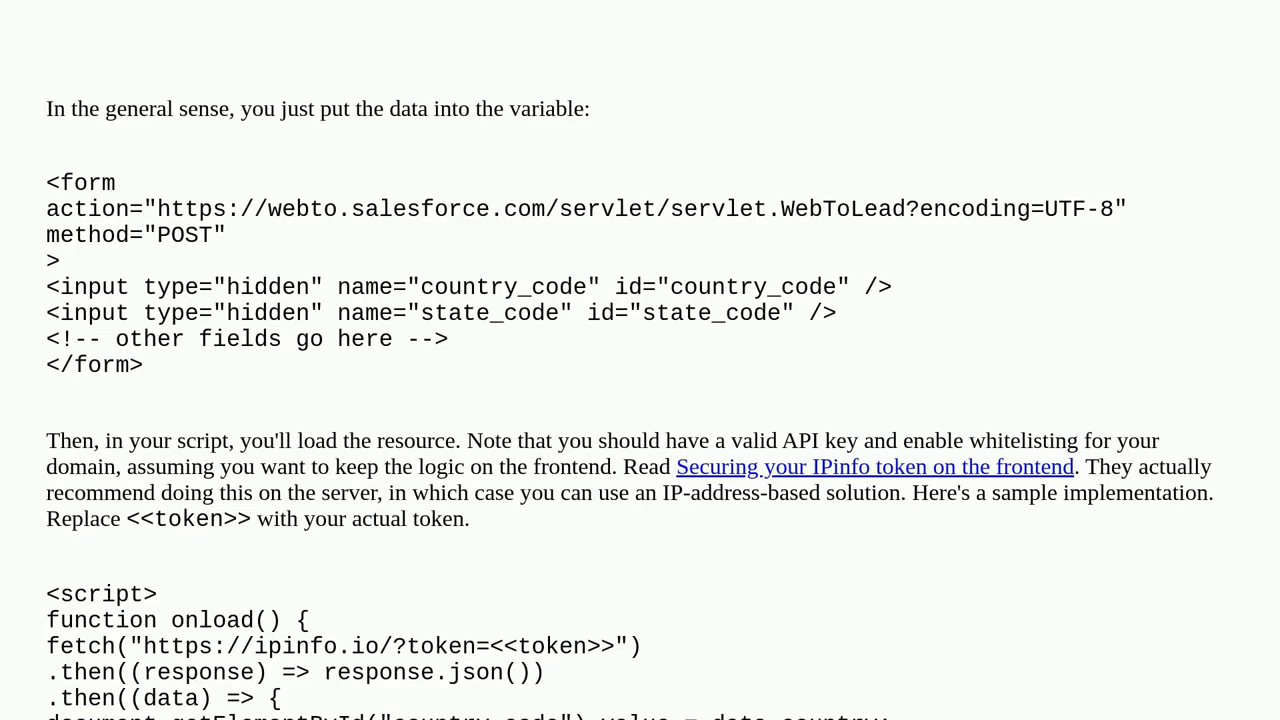 In the general sense, you just put the data into the variable:
<form
action="https://webto.salesforce.com/servlet/servlet.WebToLead?encoding=UTF-8"
method="POST"
>
<input type="hidden" name="country_code" id="country_code" />
<input type="hidden" name="state_code" id="state_code" />
<!-- other fields go here -->
</form>
Then, in your script, you'll load the resource. Note that you should have a valid API key and enable whitelisting for your
domain, assuming you want to keep the logic on the frontend. Read Securing your IPinfo token on the frontend. They actually
recommend doing this on the server, in which case you can use an IP-address-based solution. Here's a sample implementation.
Replace <<token>> with your actual token.
<script>
function onload() {
fetch("https://ipinfo.io/?token=<<token>>")
.then((response) => response.json())
.then((data) => {
document.getElementById("country_code").value = data.country;